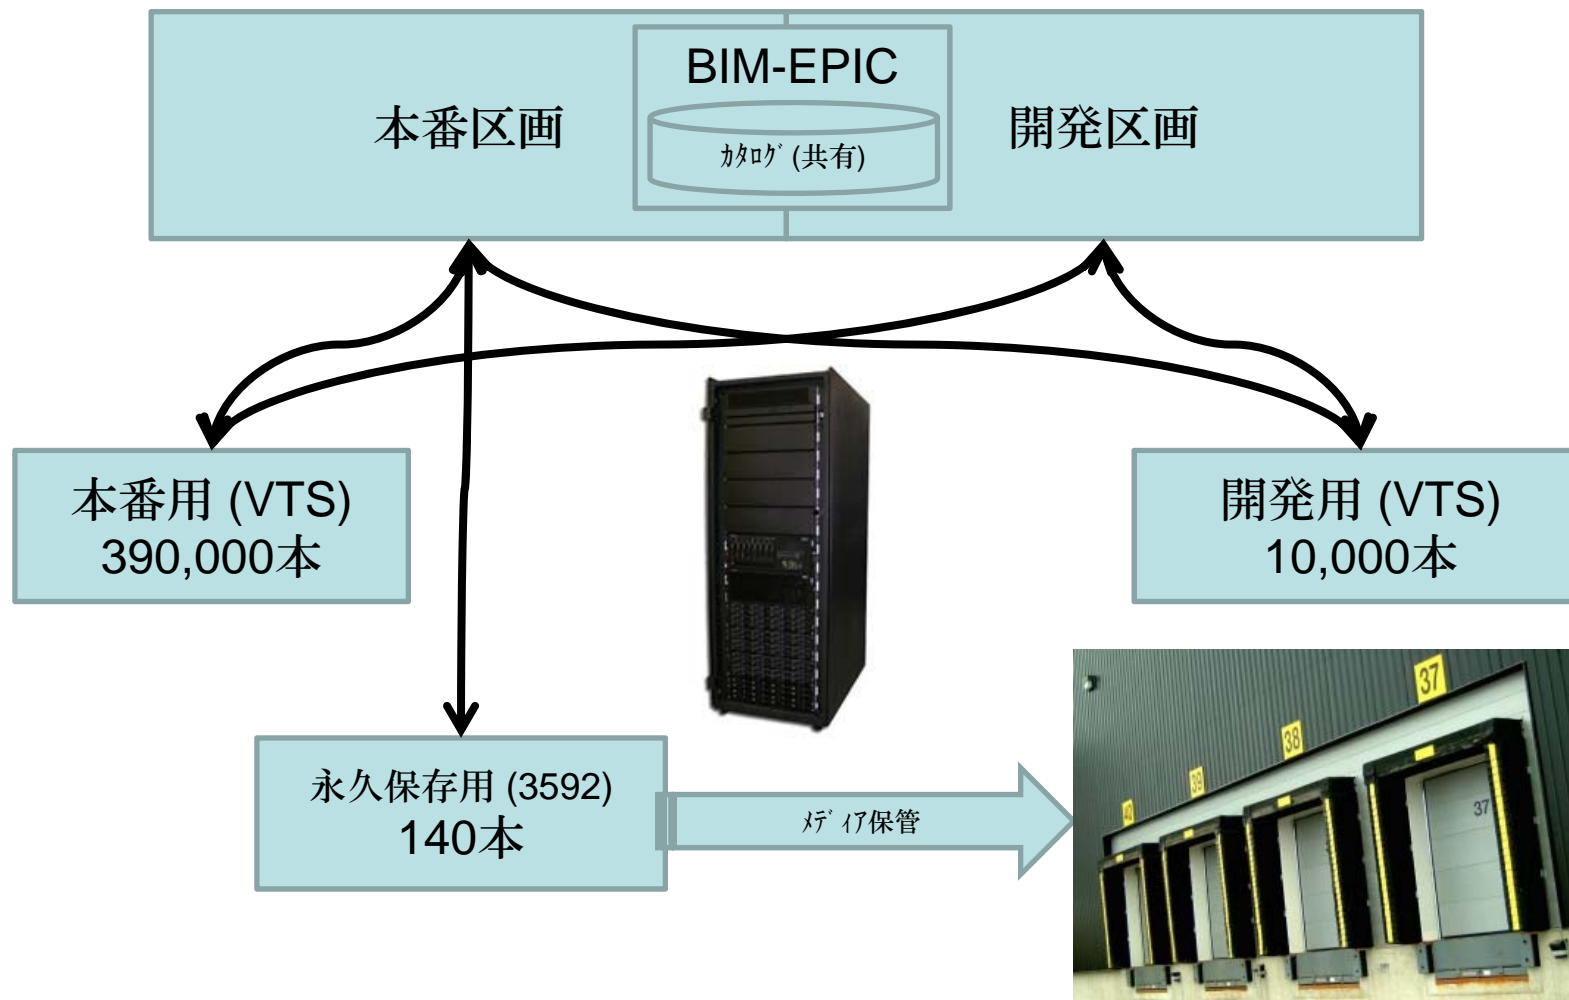 BIM-EPIC
本番区画
開発区画
ｶﾀﾛｸﾞ (共有)
本番用 (VTS)
390,000本
開発用 (VTS)
10,000本
永久保存用 (3592)
140本
ﾒﾃﾞｨｱ保管
37
38
39
40
37